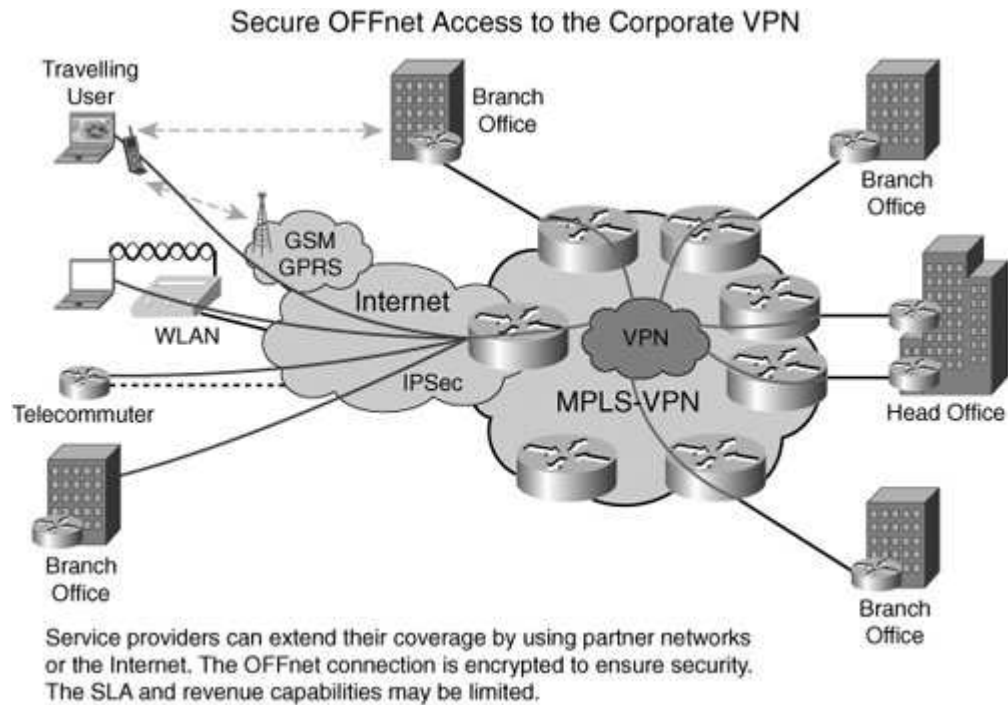 Secure OFFnet Access to the Corporate VPN
Travelling
User
Branch
Office
Branch
Office
GSM
GPRS
Internet
WLAN
VPN
IPSec
MPLS-VPN
Telecommuter
Head Office
Branch
Office
Branch
Office
Service providers can extend their coverage by using partner networks
or the Internet. The OFFnet connection is encrypted to ensure security.
The SLA and revenue capabilities may be limited.